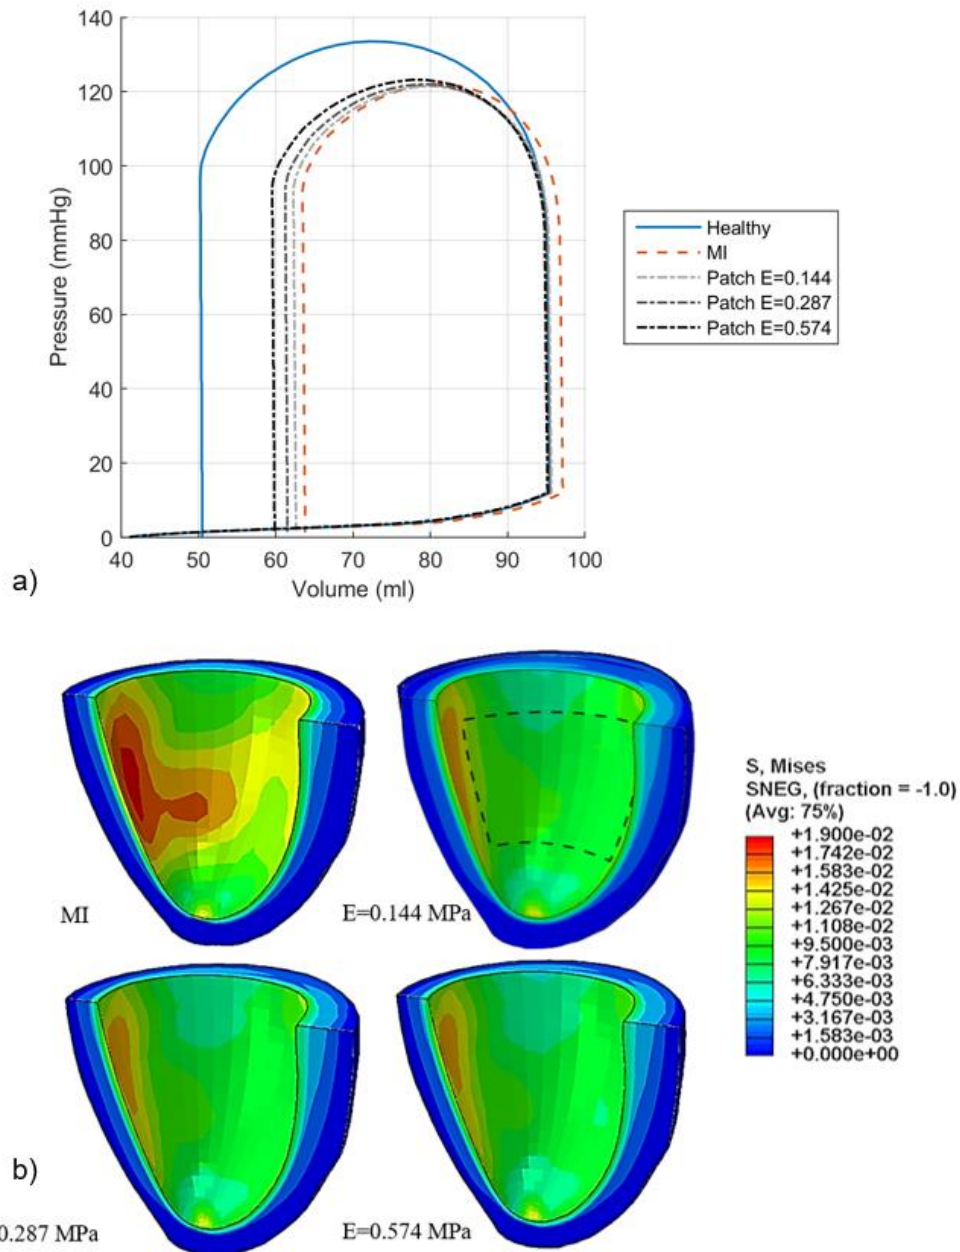 140
120
100
80
60
40
20
0
Pressure (mmHg)
40 50 60 70 80 90 100
Volume (ml)
Healthy
MI
Patch E=0.144
Patch E=0.287
Patch E=0.574
a)
MI
E=0.144 MPa
S, Mises
SNEG, (fraction = -1.0)
(Avg: 75%)
+1.900e-02
+1.742e-02
+1.583e-02
+1.425e-02
+1.267e-02
+1.108e-02
+9.500e-03
+7.917e-03
+6.333e-03
+4.750e-03
+3.167e-03
+1.583e-03
+0.000e+00
b)
0.287 MPa
E=0.574 MPa